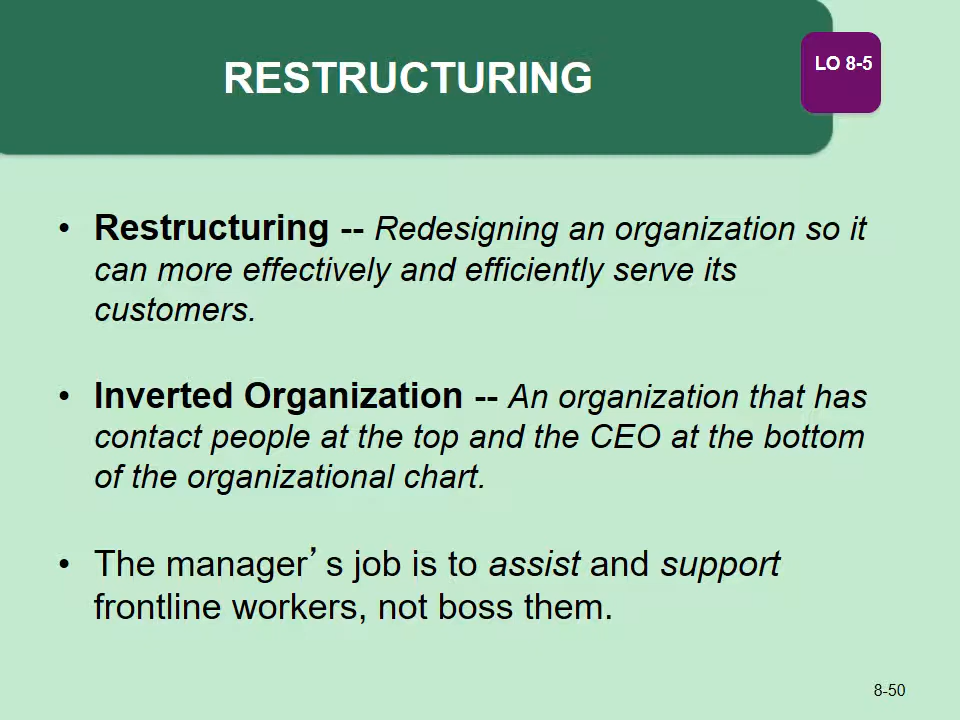 RESTRUCTURING
LO 8-5
• Restructuring -- Redesigning an organization so it
can more effectively and efficiently serve its
customers.
• Inverted Organization -- An organization that has
contact people at the top and the CEO at the bottom
of the organizational chart.
• The manager’s job is to assist and support
frontline workers, not boss them.
8-50